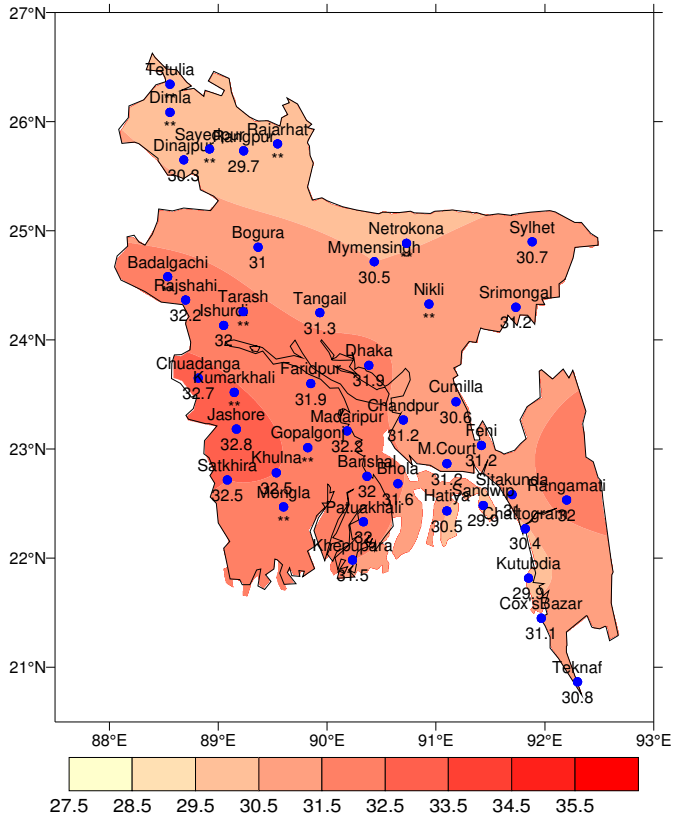 27°N
Tetulia
**
Dimla
**
26°N
Sayedpur
**
Rangpur
29.7
Rajarhat
**
Dinajpur
30.3
25°N
Bogura
31
Netrokona
**
Sylhet
30.7
Mymensingh
30.5
Badalgachi
**
Rajshahi
32.2
Tarash
**
Ishurdi
32
Tangail
31.3
Nikli
**
Srimongal
31.2
24°N
Dhaka
31.9
Chuadanga
32.7
Kumarkhali
**
Faridpur
31.9
Cumilla
30.6
Jashore
32.8
Madaripur
32.2
Chandpur
31.2
Feni
31.2
23°N
Gopalgonj
**
M.Court
31.2
Satkhira
32.5
Khulna
32.5
Barishal
32
Bhola
31.6
Sitakunda
31
Rangamati
32
Mongla
**
Hatiya
30.5
Sandwip
29.9
Patuakhali
32
Chattogram
30.4
22°N
Khepupara
31.5
Kutubdia
29.9
Cox'sBazar
31.1
21°N
Teknaf
30.8
88°E 89°E 90°E 91°E 92°E 93°E
27.5 28.5 29.5 30.5 31.5 32.5 33.5 34.5 35.5